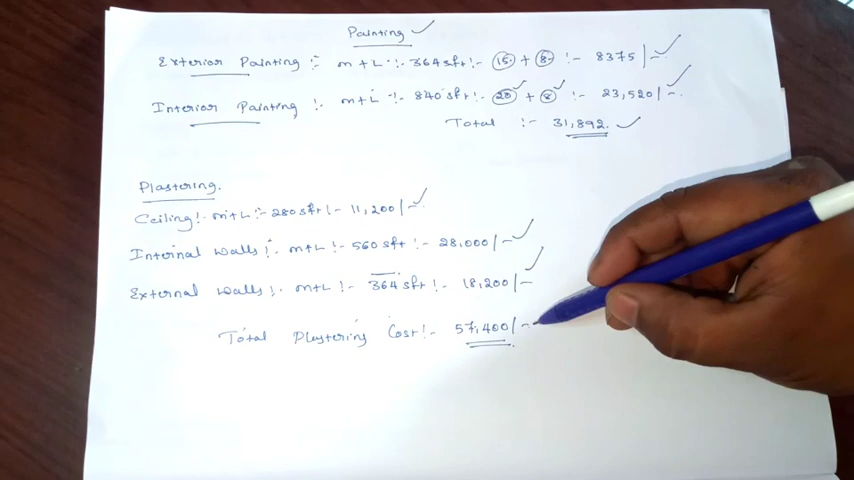 Painting
Exterior Painting :- m+L :- 364 sft :- 15 + 8 :- 8375/-
Interior Painting :- m+L :- 840 sft :- 20 + 8 :- 23,520/-
Total :- 31,892.
Plastering.
Ceiling :- m+L :- 280 sft :- 11,200/-
Internal walls :- m+L :- 560 sft :- 28,000/-
External walls :- m+L :- 364 sft :- 18,200/-
Total Plastering Cost :- 57,400/-